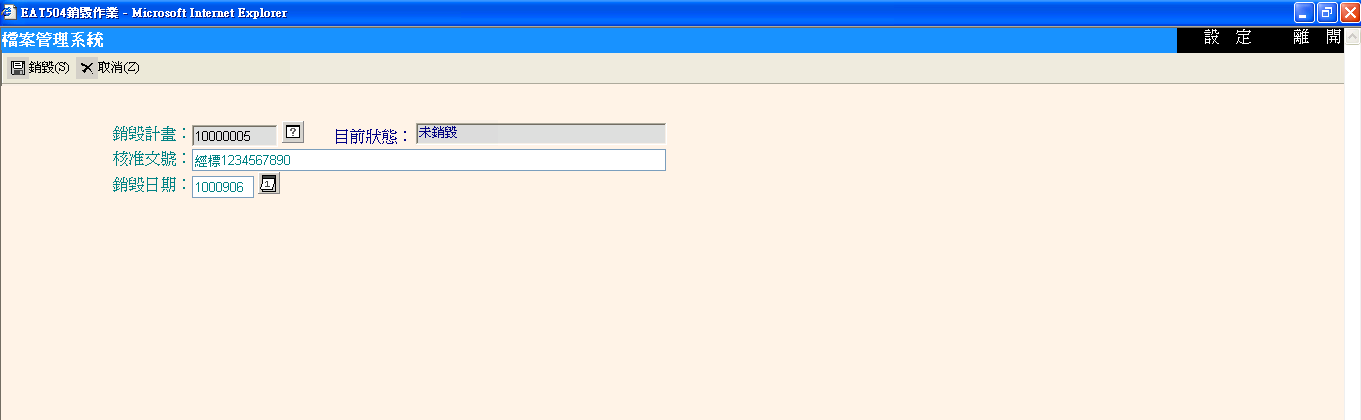 EAT504銷毀作業 - Microsoft Internet Explorer
檔案管理系統 設 定 離 開
銷毀(S) 取消(Z)
銷毀計畫： 10000005 ? 目前狀態： 未銷毀
核准文號： 經標1234567890
銷毀日期： 1000906 1